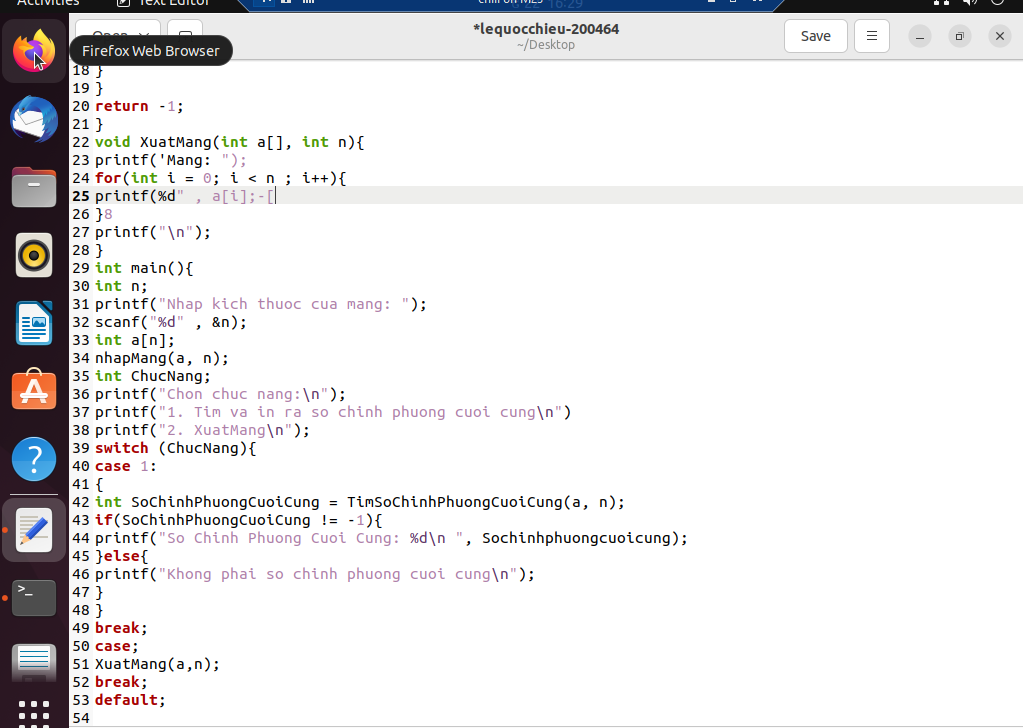 Activities
Text Editor
Open
*lequocchieu-200464
~/Desktop
Save
Firefox Web Browser
18 }
19 }
20 return -1;
21 }
22 void XuatMang(int a[], int n){
23 printf('Mang: ");
24 for(int i = 0; i < n ; i++){
25 printf(%d" , a[i];-[
26 }8
27 printf("\n");
28 }
29 int main(){
30 int n;
31 printf("Nhap kich thuoc cua mang: ");
32 scanf("%d" , &n);
33 int a[n];
34 nhapMang(a, n);
35 int ChucNang;
36 printf("Chon chuc nang:\n");
37 printf("1. Tim va in ra so chinh phuong cuoi cung\n")
38 printf("2. XuatMang\n");
39 switch (ChucNang){
40 case 1:
41 {
42 int SoChinhPhuongCuoiCung = TimSoChinhPhuongCuoiCung(a, n);
43 if(SoChinhPhuongCuoiCung != -1){
44 printf("So Chinh Phuong Cuoi Cung: %d\n ", Sochinhphuongcuoicung);
45 }else{
46 printf("Khong phai so chinh phuong cuoi cung\n");
47 }
48 }
49 break;
50 case;
51 XuatMang(a,n);
52 break;
53 default;
54